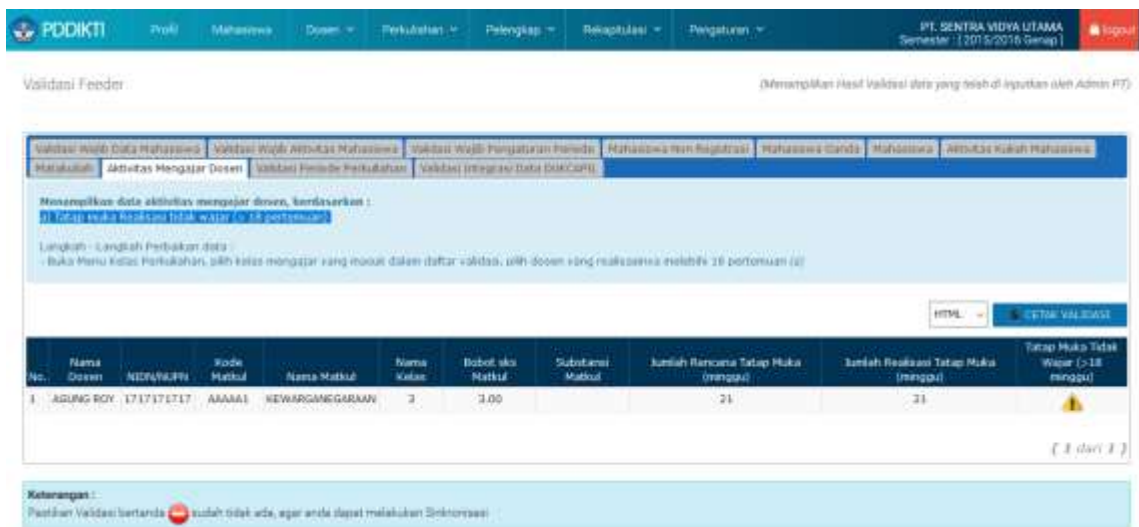 PDDIKTI Profil Mahasiswa Dosen Perkuliahan Pelengkap Rekapitulasi Pengaturan PT. SENTRA VIDYA UTAMA logout
Semester : [ 2015/2016 Genap ]
Validasi Feeder (Menampilkan Hasil Validasi data yang telah di inputkan oleh Admin PT)
Validasi Wajib Data Mahasiswa Validasi Wajib Aktivitas Mahasiswa Validasi Wajib Pengaturan Periode Mahasiswa Non Registrasi Mahasiswa Ganda Mahasiswa Aktivitas Kuliah Mahasiswa
Matakuliah Aktivitas Mengajar Dosen Validasi Periode Perkuliahan Validasi Integrasi Data DUKCAPIL
Menampilkan data aktivitas mengajar dosen, berdasarkan :
a) Tatap muka Realisasi tidak wajar (> 18 pertemuan)
Langkah - Langkah Perbaikan data :
- Buka Menu Kelas Perkuliahan, pilih kelas mengajar yang masuk dalam daftar validasi, pilih dosen yang realisasinya melebihi 18 pertemuan (a)
HTML CETAK VALIDASI
No. Nama Dosen NIDN/NUPN Kode Matkul Nama Matkul Nama Kelas Bobot sks Matkul Substansi Matkul Jumlah Rencana Tatap Muka (minggu) Jumlah Realisasi Tatap Muka (minggu) Tatap Muka Tidak Wajar (>18 minggu)
1 AGUNG ROY 1717171717 AAAAA1 KEWARGANEGARAAN 3 3.00 21 21
[ 1 dari 1 ]
Keterangan :
Pastikan Validasi bertanda sudah tidak ada, agar anda dapat melakukan Sinkronisasi